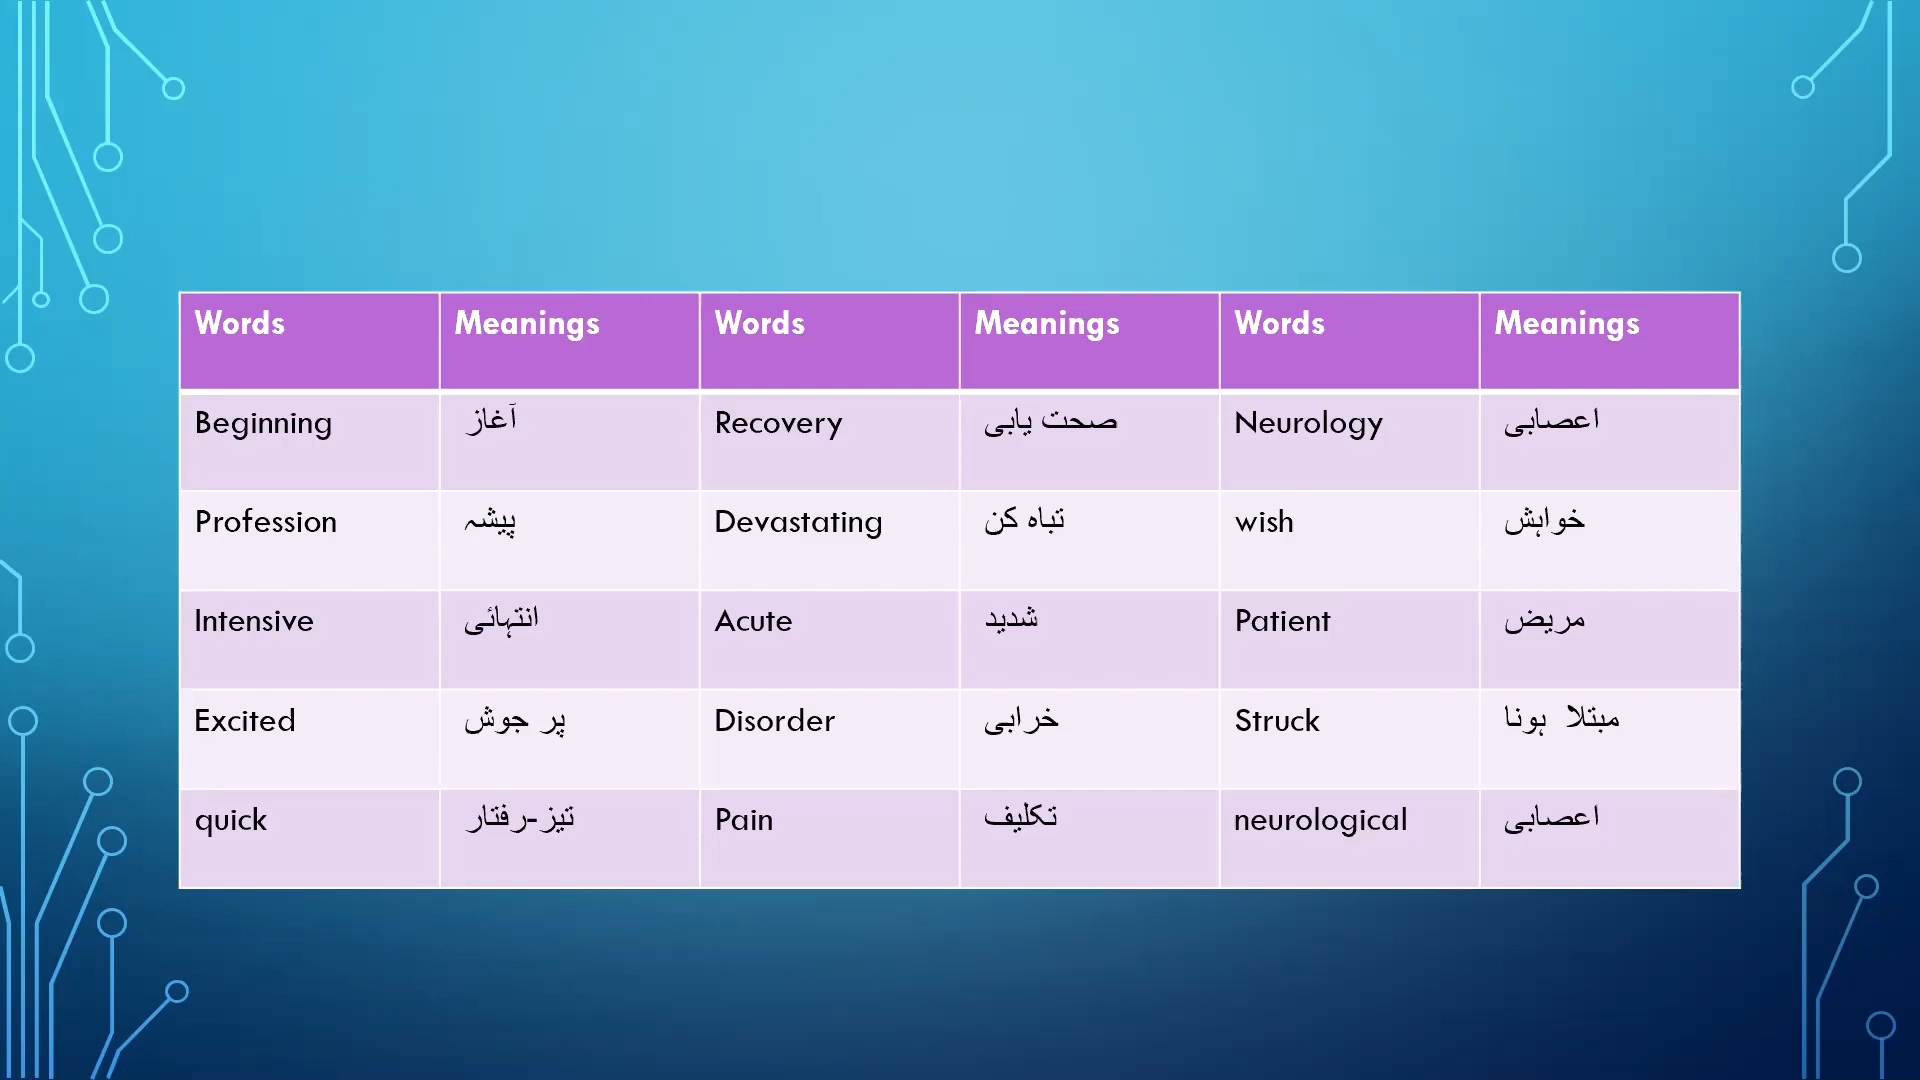 Words Meanings Words Meanings Words Meanings
Beginning آغاز Recovery صحت یابی Neurology اعصابی
Profession پیشہ Devastating تباہ کن wish خواہش
Intensive انتہائی Acute شدید Patient مریض
Excited پر جوش Disorder خرابی Struck مبتلا ہونا
quick تیز-رفتار Pain تکلیف neurological اعصابی